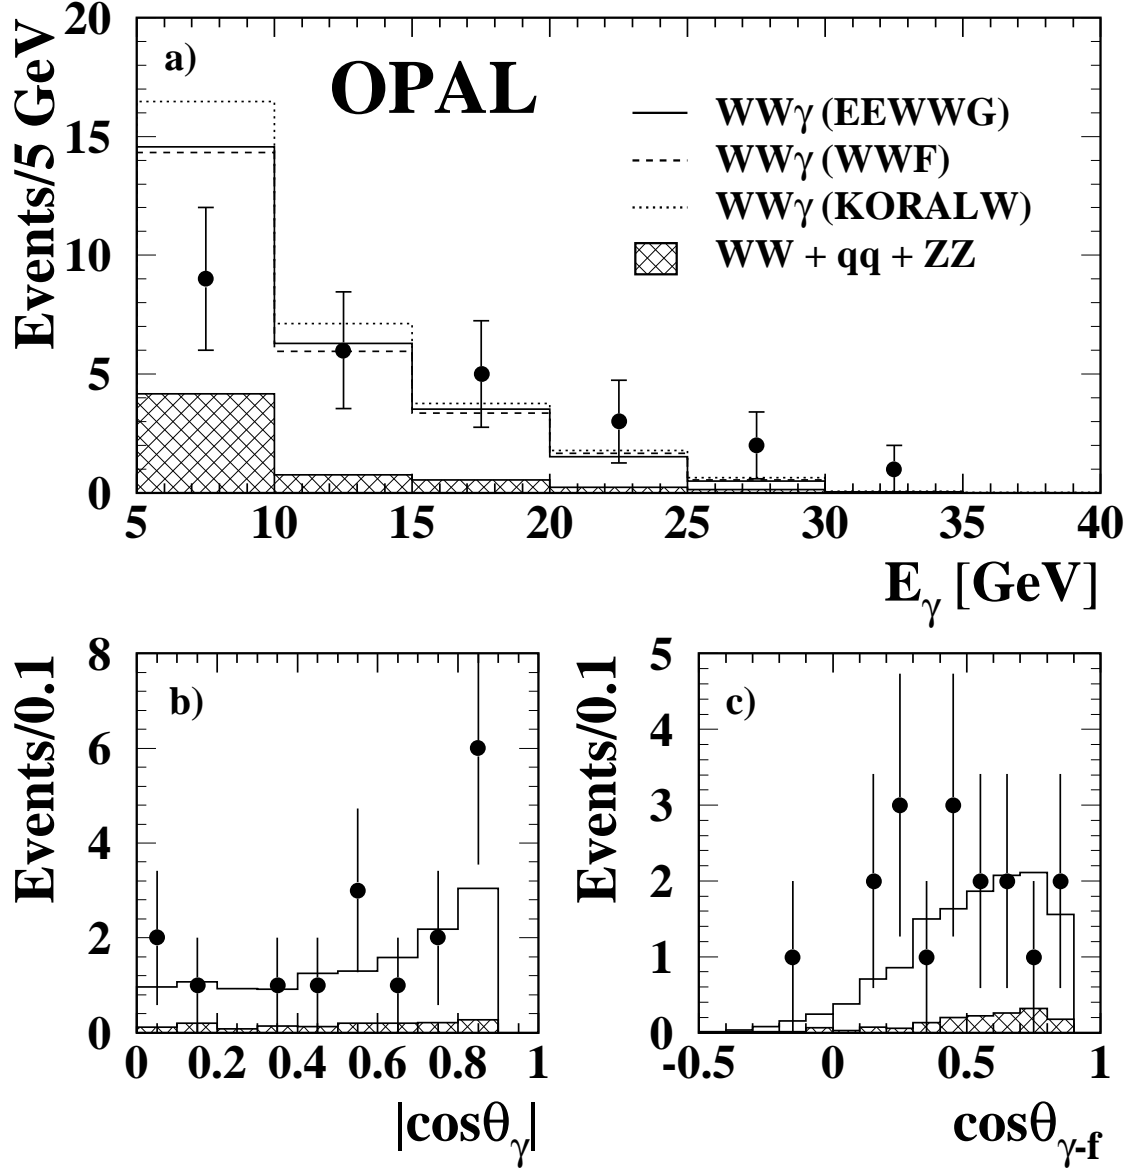 a)
OPAL
WWγ (EEWWG)
WWγ (WWF)
WWγ (KORALW)
WW + qq + ZZ
Events/5 GeV
20
15
10
5
0
5 10 15 20 25 30 35 40
Eγ [GeV]
b)
Events/0.1
8
6
4
2
0
0 0.2 0.4 0.6 0.8 1
|cosθγ|
c)
Events/0.1
5
4
3
2
1
0
-0.5 0 0.5 1
cosθγ-f